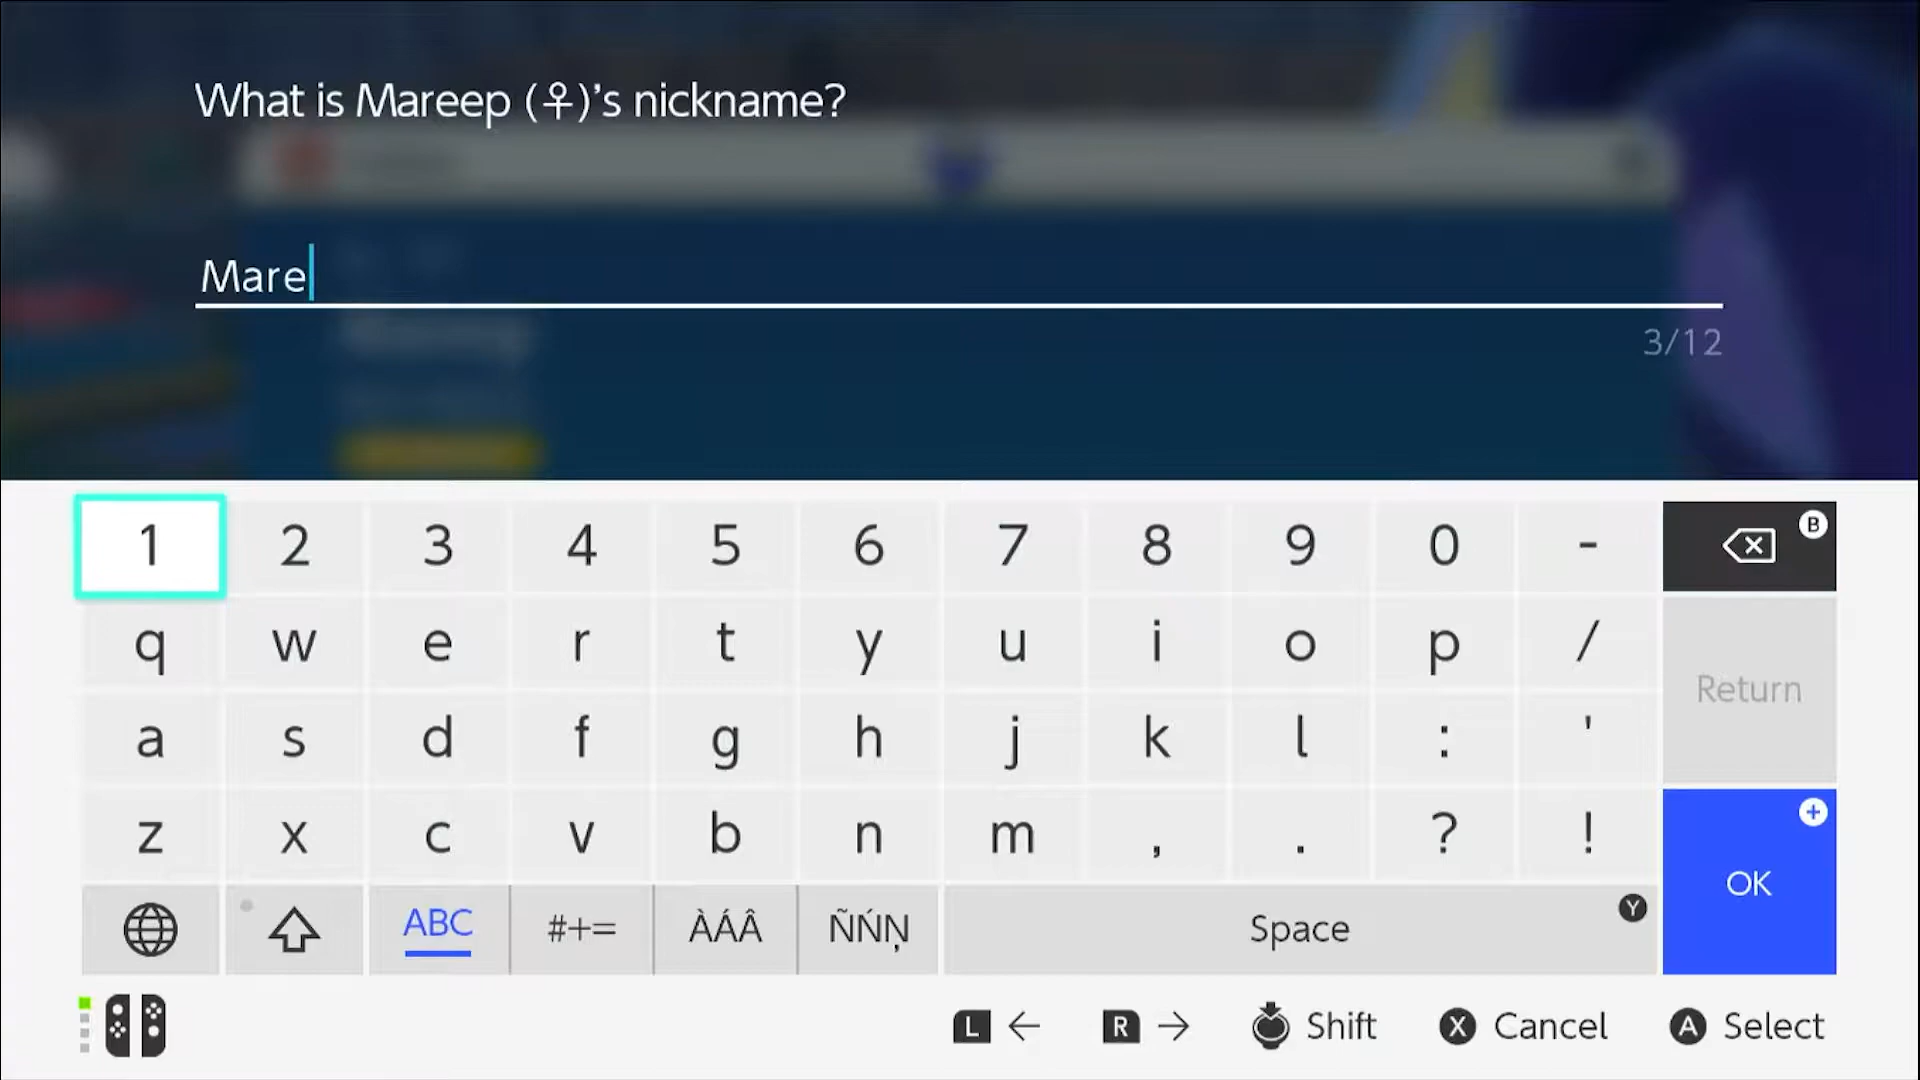 What is Mareep (♀)'s nickname?
Mare
3/12
1 2 3 4 5 6 7 8 9 0 -
B
q w e r t y u i o p /
Return
a s d f g h j k l : '
z x c v b n m , . ? !
+
OK
ABC #+= ÀÁÂ ÑŃŅ Space Y
L ← R → Shift X Cancel A Select